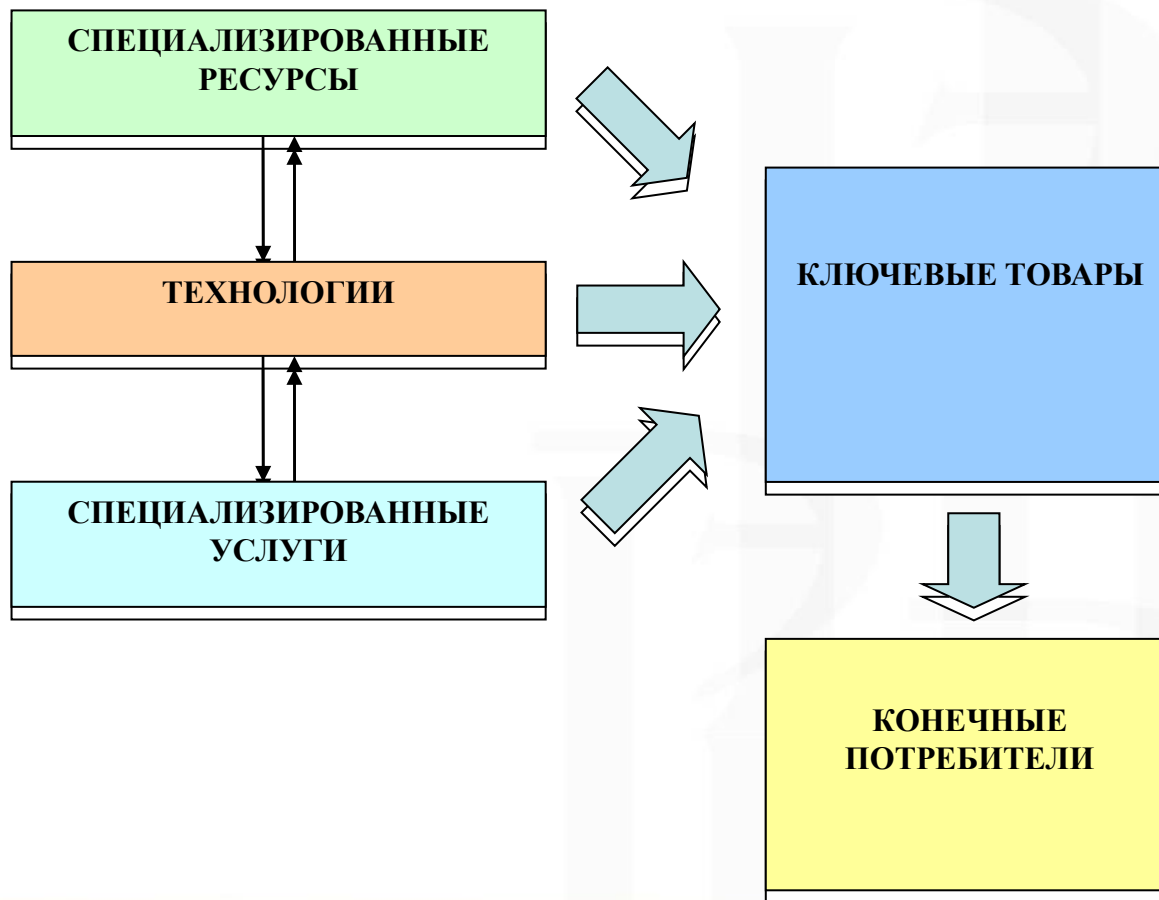 СПЕЦИАЛИЗИРОВАННЫЕ
РЕСУРСЫ
ТЕХНОЛОГИИ
СПЕЦИАЛИЗИРОВАННЫЕ
УСЛУГИ
КЛЮЧЕВЫЕ ТОВАРЫ
КОНЕЧНЫЕ
ПОТРЕБИТЕЛИ